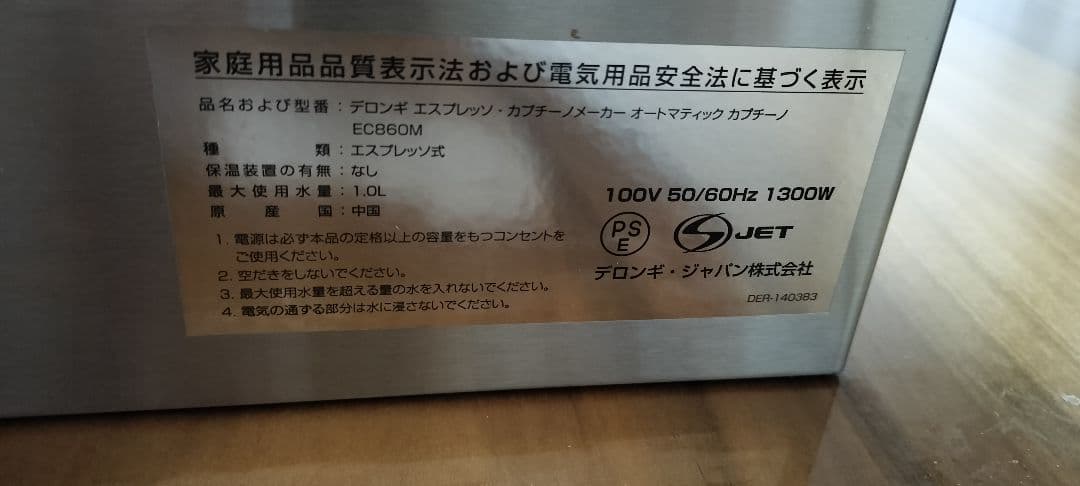 家庭用品品質表示法および電気用品安全法に基づく表示
品名および型番：デロンギ エスプレッソ・カプチーノメーカー オートマティック カプチーノ
EC860M
種類：エスプレッソ式
保温装置の有無：なし
最大使用水量：1.0L
原産国：中国
1. 電源は必ず本品の定格以上の容量をもつコンセントを
ご使用ください。
2. 空だきをしないでください。
3. 最大使用水量を超える量の水を入れないでください。
4. 電気の通ずる部分は水に浸さないでください。
100V 50/60Hz 1300W
PS
E
JET
デロンギ・ジャパン株式会社
DER-140383